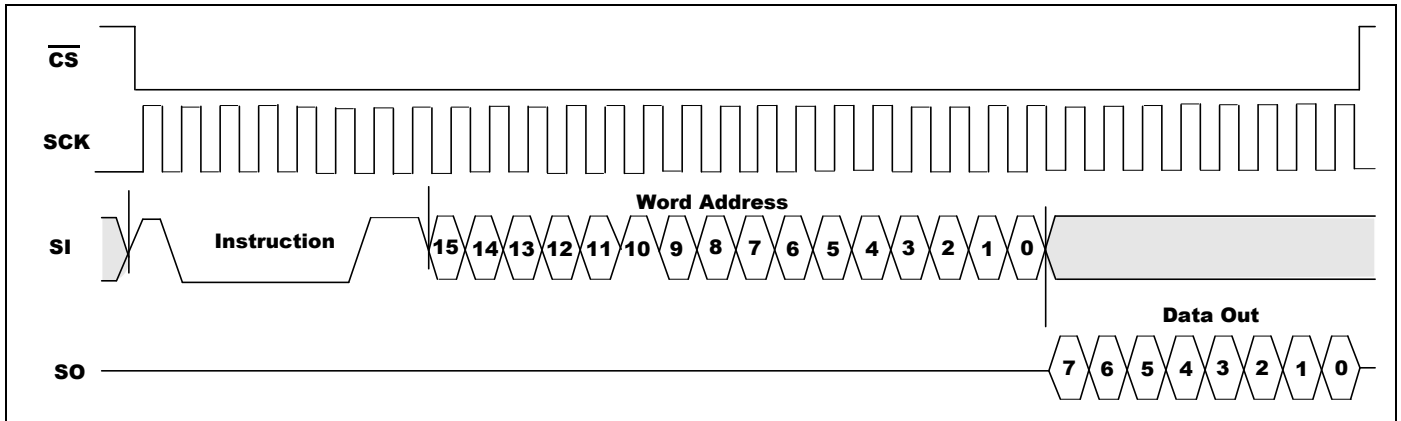 CS
SCK
Word Address
SI Instruction 15 14 13 12 11 10 9 8 7 6 5 4 3 2 1 0
Data Out
SO 7 6 5 4 3 2 1 0